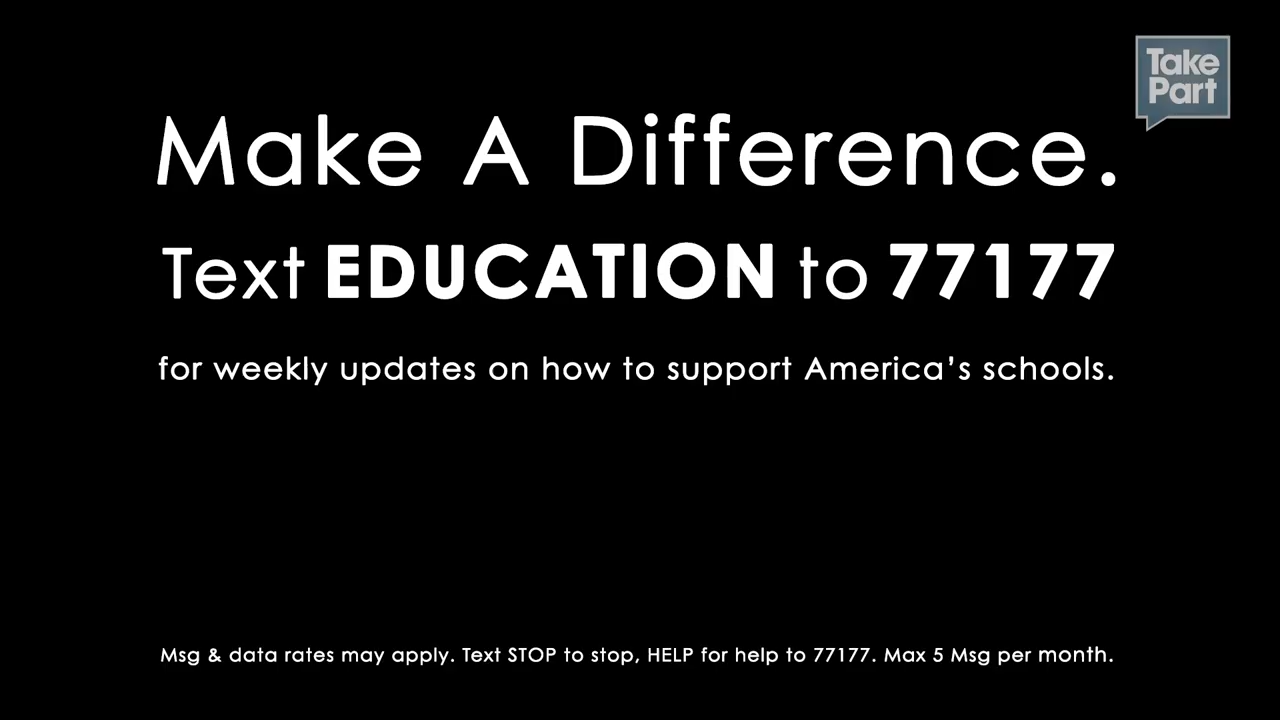 Take
Part
Make A Difference.
Text EDUCATION to 77177
for weekly updates on how to support America’s schools.
Msg & data rates may apply. Text STOP to stop, HELP for help to 77177. Max 5 Msg per month.